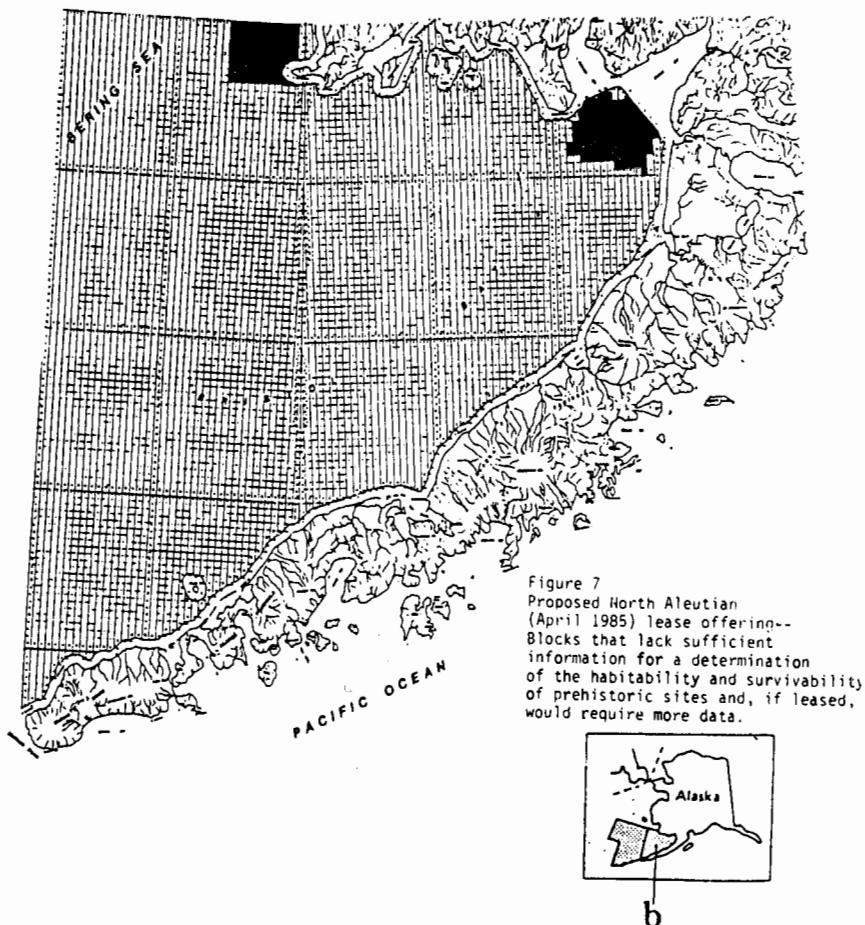 BERING SEA
PACIFIC OCEAN
Figure 7
Proposed North Aleutian
(April 1985) lease offering--
Blocks that lack sufficient
information for a determination
of the habitability and survivability
of prehistoric sites and, if leased,
would require more data.
Alaska
b